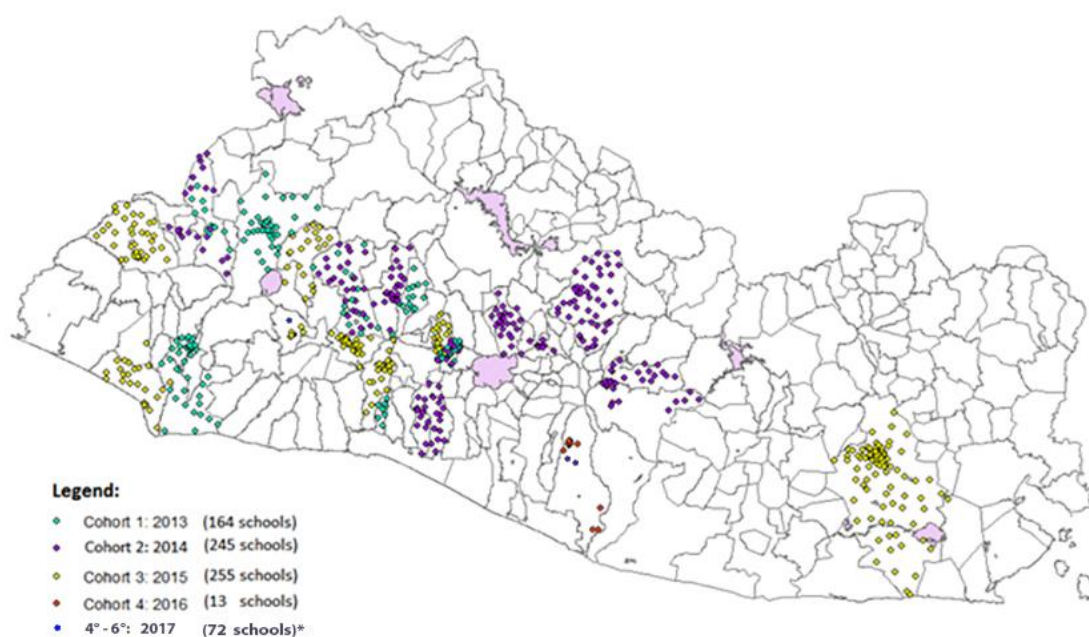 Legend:
Cohort 1: 2013 (164 schools)
Cohort 2: 2014 (245 schools)
Cohort 3: 2015 (255 schools)
Cohort 4: 2016 (13 schools)
4° - 6°: 2017 (72 schools)*